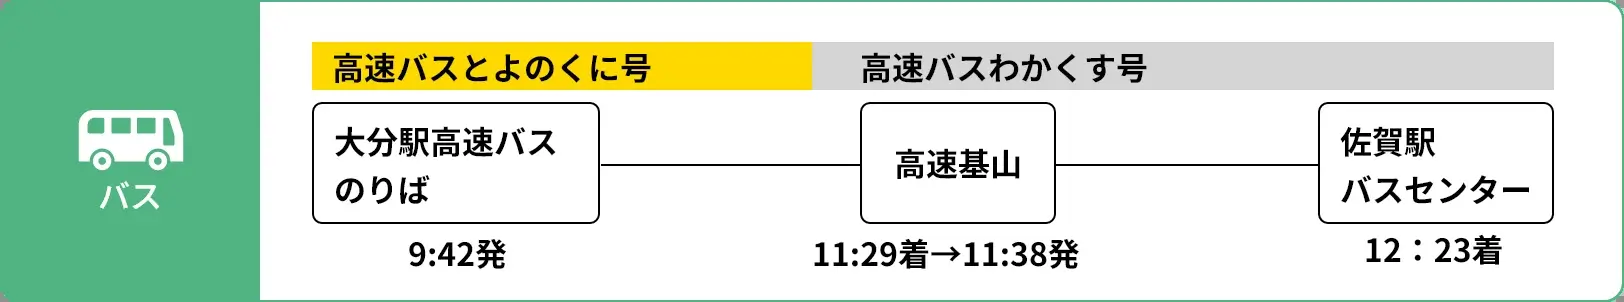 バス
高速バスとよのくに号
高速バスわかくす号
大分駅高速バス
のりば
高速基山
佐賀駅
バスセンター
9:42発
11:29着→11:38発
12：23着